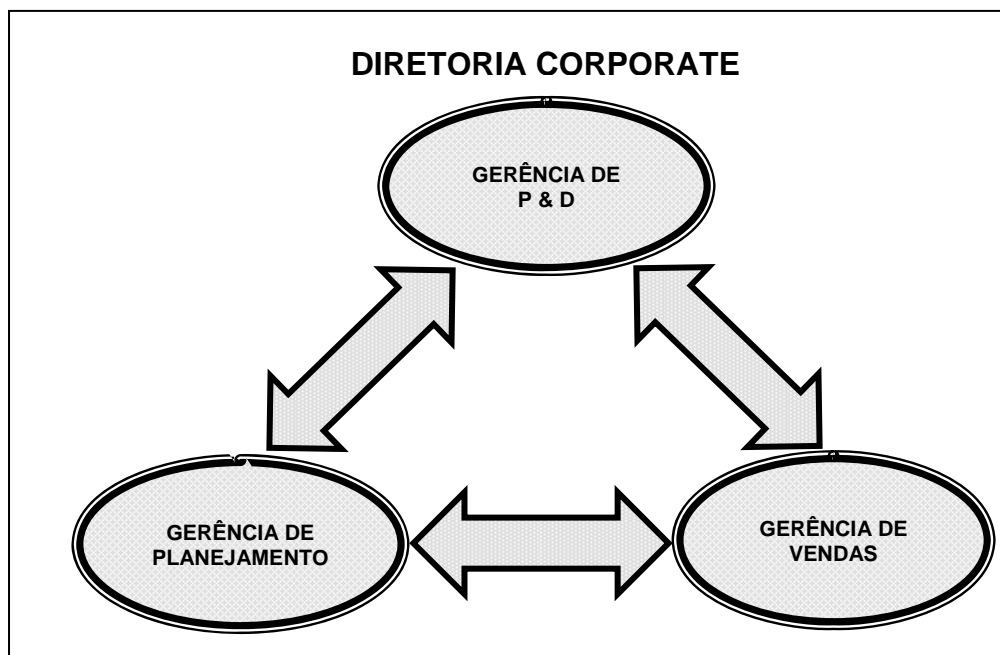 DIRETORIA CORPORATE
GERÊNCIA DE
P & D
GERÊNCIA DE
PLANEJAMENTO
GERÊNCIA DE
VENDAS